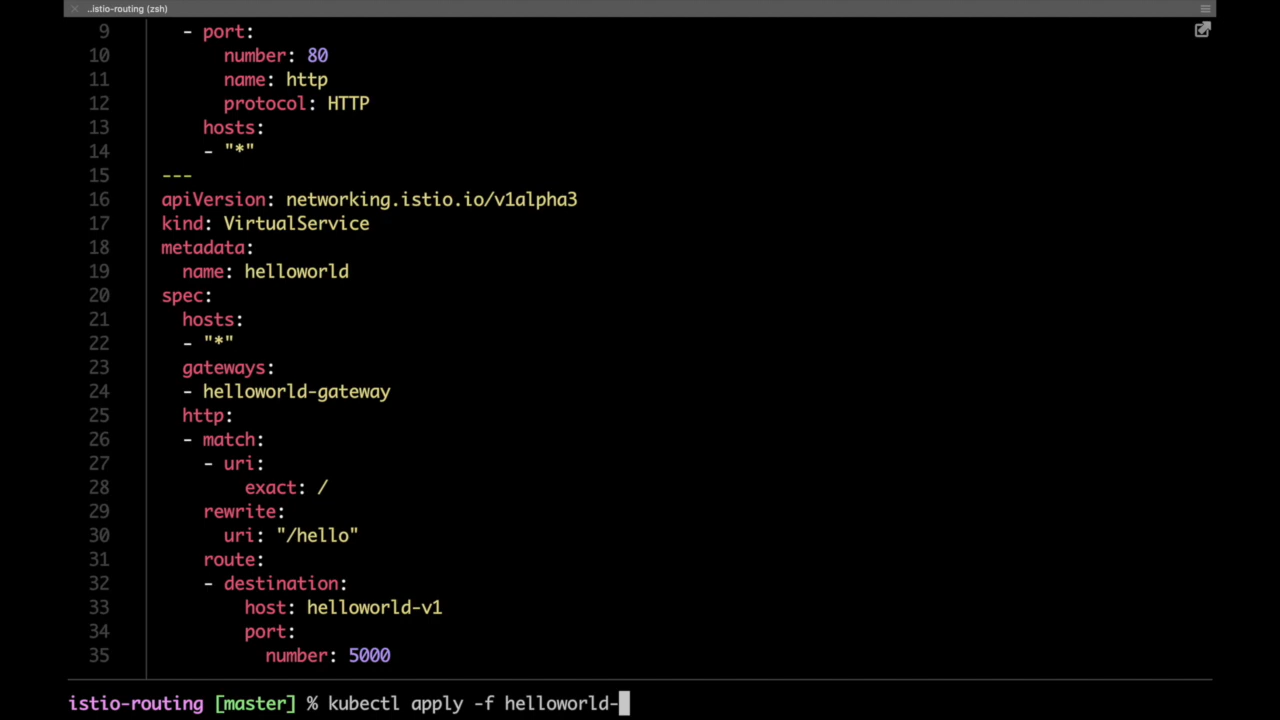 ..istio-routing (zsh)
9 - port:
10 number: 80
11 name: http
12 protocol: HTTP
13 hosts:
14 - "*"
15 ---
16 apiVersion: networking.istio.io/v1alpha3
17 kind: VirtualService
18 metadata:
19 name: helloworld
20 spec:
21 hosts:
22 - "*"
23 gateways:
24 - helloworld-gateway
25 http:
26 - match:
27 - uri:
28 exact: /
29 rewrite:
30 uri: "/hello"
31 route:
32 - destination:
33 host: helloworld-v1
34 port:
35 number: 5000
istio-routing [master] % kubectl apply -f helloworld-